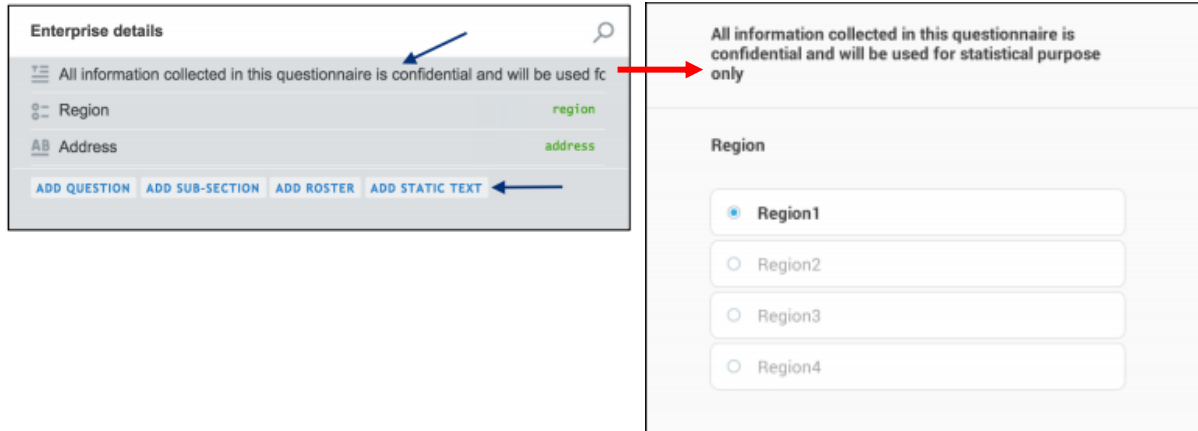 Enterprise details
All information collected in this questionnaire is confidential and will be used fc
Region region
AB Address address
ADD QUESTION ADD SUB-SECTION ADD ROSTER ADD STATIC TEXT
All information collected in this questionnaire is
confidential and will be used for statistical purpose
only
Region
Region1
Region2
Region3
Region4